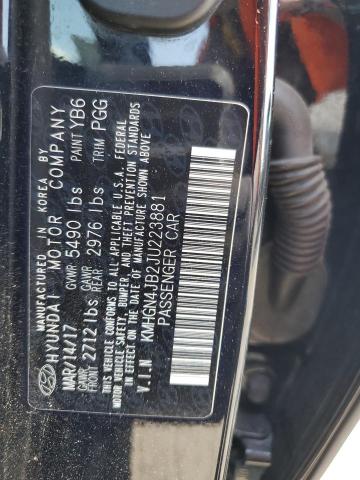 MANUFACTURED IN KOREA BY
HYUNDAI MOTOR COMPANY
MAR/14/17 GVWR 5490 lbs PAINT YB6
GAWR FRONT 2712 lbs GAWR REAR 2976 lbs TRIM PGG
THIS VEHICLE CONFORMS TO ALL APPLICABLE U.S.A. FEDERAL
MOTOR VEHICLE SAFETY, BUMPER, AND THEFT PREVENTION STANDARDS
IN EFFECT ON THE DATE OF MANUFACTURE SHOWN ABOVE.
V.I.N KMHGN4JB2JU223881
PASSENGER CAR